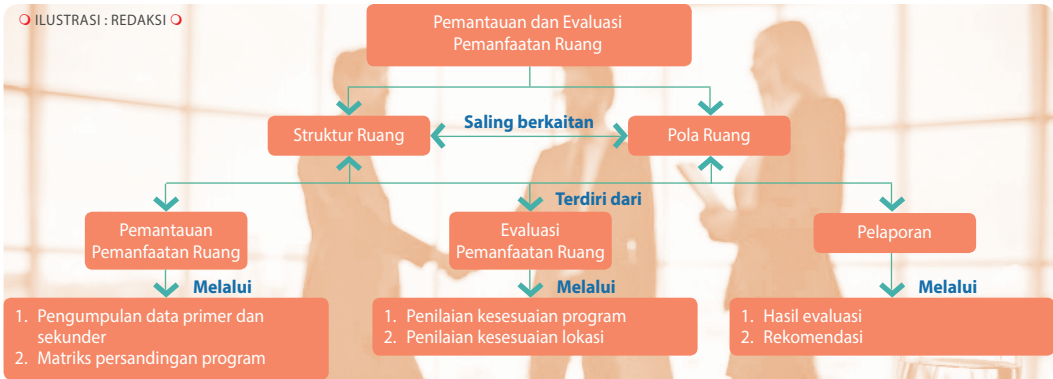 ILUSTRASI : REDAKSI
Pemantauan dan Evaluasi
Pemanfaatan Ruang
Struktur Ruang
Saling berkaitan
Pola Ruang
Terdiri dari
Pemantauan
Pemanfaatan Ruang
Evaluasi
Pemanfaatan Ruang
Pelaporan
Melalui
Melalui
Melalui
1. Pengumpulan data primer dan
sekunder
2. Matriks persandingan program
1. Penilaian kesesuaian program
2. Penilaian kesesuaian lokasi
1. Hasil evaluasi
2. Rekomendasi